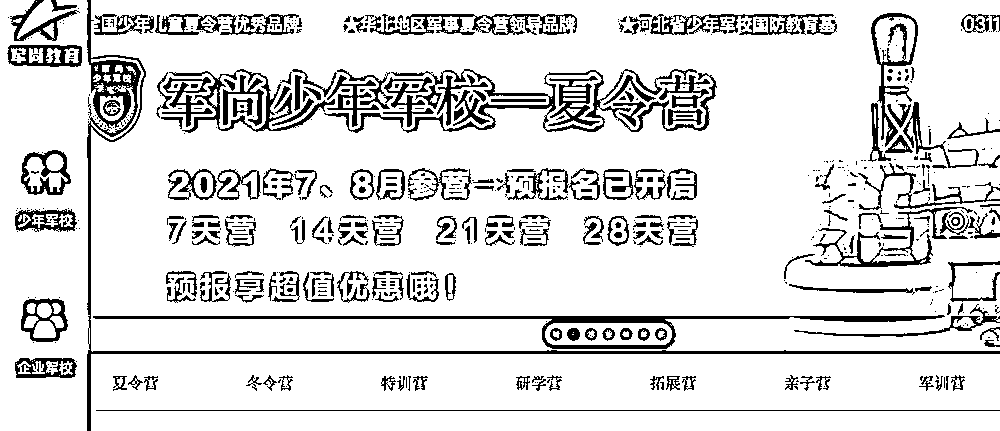 全国少年儿童夏令营优秀品牌 ★华北地区军事夏令营领导品牌 ★河北省少年军校国防教育基 0311
军尚教育
军尚少年军校—夏令营
2021年7、8月参营→预报名已开启
少年军校
7天营 14天营 21天营 28天营
预报享超值优惠哦!
企业军校
夏令营 冬令营 特训营 研学营 拓展营 亲子营 军训营